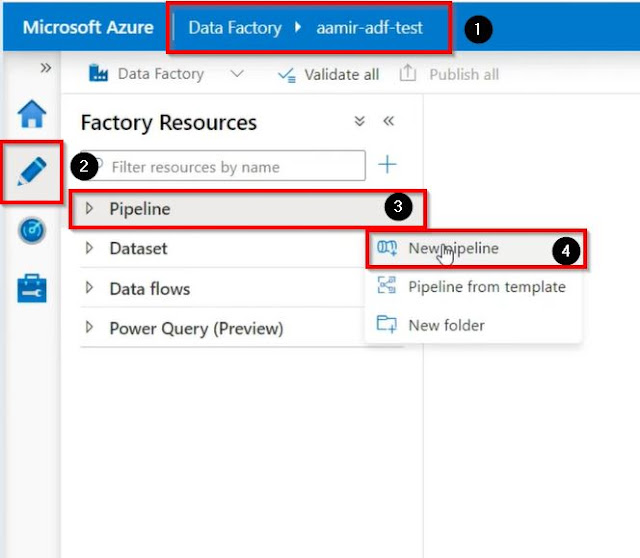 Microsoft Azure Data Factory aamir-adf-test 1
Data Factory Validate all Publish all
Factory Resources
2 Filter resources by name
Pipeline 3
Dataset New pipeline 4
Data flows Pipeline from template
Power Query (Preview) New folder